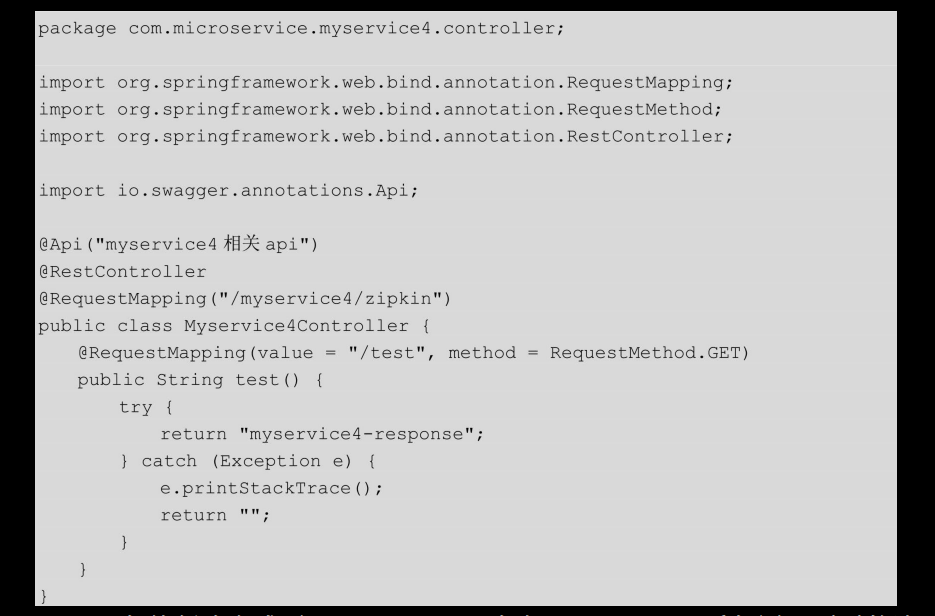 package com.microservice.myservice4.controller;

import org.springframework.web.bind.annotation.RequestMapping;
import org.springframework.web.bind.annotation.RequestMethod;
import org.springframework.web.bind.annotation.RestController;

import io.swagger.annotations.Api;

@Api("myservice4 相关 api")
@RestController
@RequestMapping("/myservice4/zipkin")
public class Myservice4Controller {
    @RequestMapping(value = "/test", method = RequestMethod.GET)
    public String test() {
        try {
            return "myservice4-response";
        } catch (Exception e) {
            e.printStackTrace();
            return "";
        }
    }
}